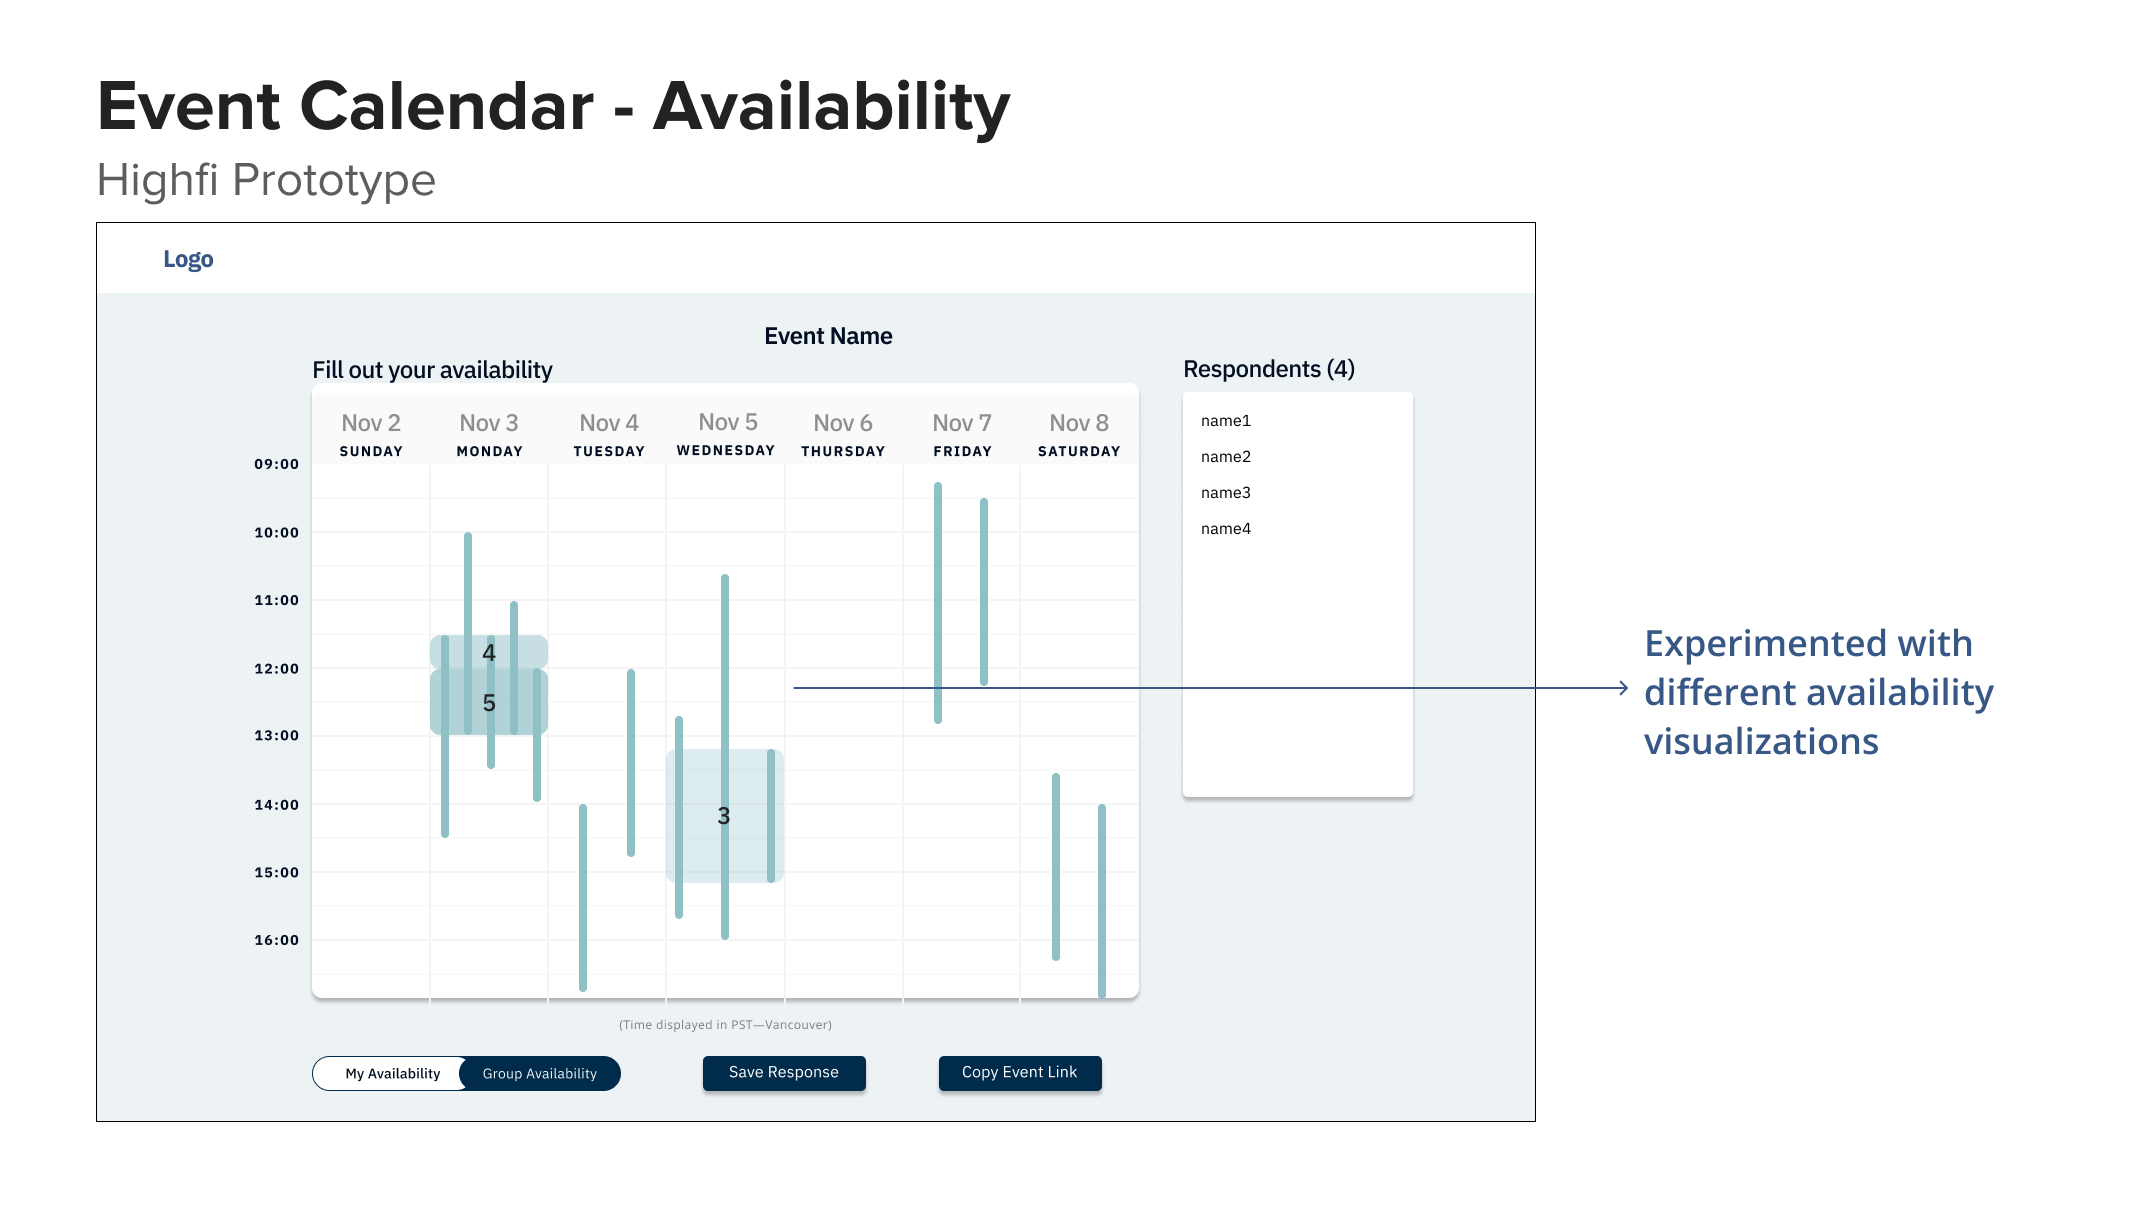 Event Calendar - Availability
Highfi Prototype
Logo
Event Name
Fill out your availability
Respondents (4)
Nov 2 Nov 3 Nov 4 Nov 5 Nov 6 Nov 7 Nov 8
SUNDAY MONDAY TUESDAY WEDNESDAY THURSDAY FRIDAY SATURDAY
name1
name2
name3
name4
09:00
10:00
11:00
12:00
13:00
14:00
15:00
16:00
4
5
3
Experimented with
different availability
visualizations
(Time displayed in PST—Vancouver)
My Availability Group Availability Save Response Copy Event Link